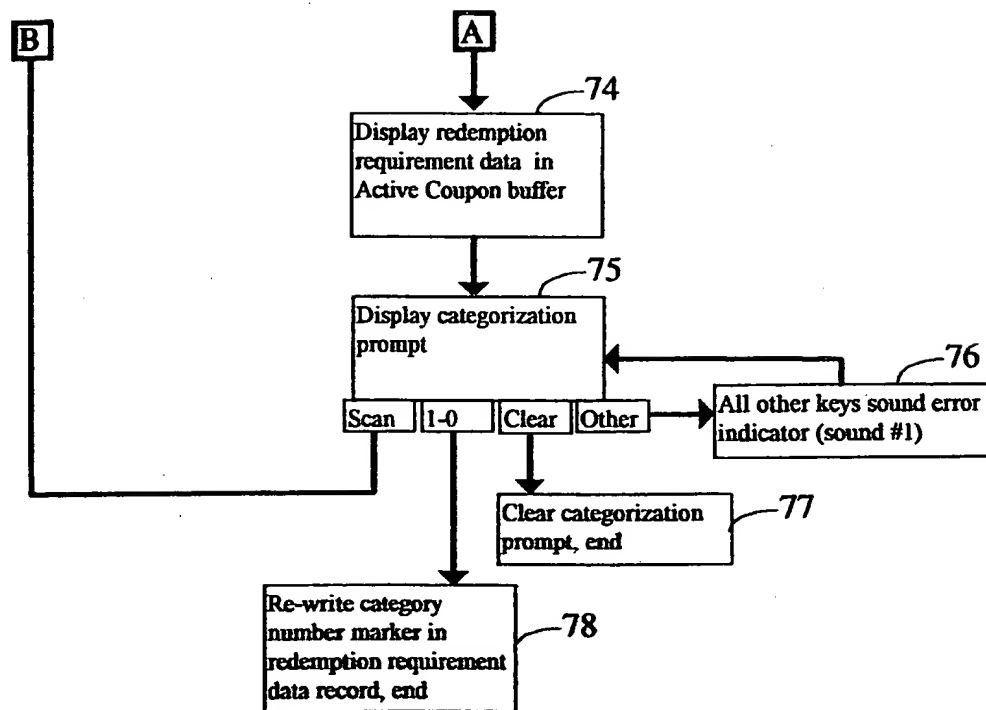 B
A
74
Display redemption
requirement data in
Active Coupon buffer
75
Display categorization
prompt
Scan
1-0
Clear
Other
76
All other keys sound error
indicator (sound #1)
Clear categorization
prompt, end
77
Re-write category
number marker in
redemption requirement
data record, end
78